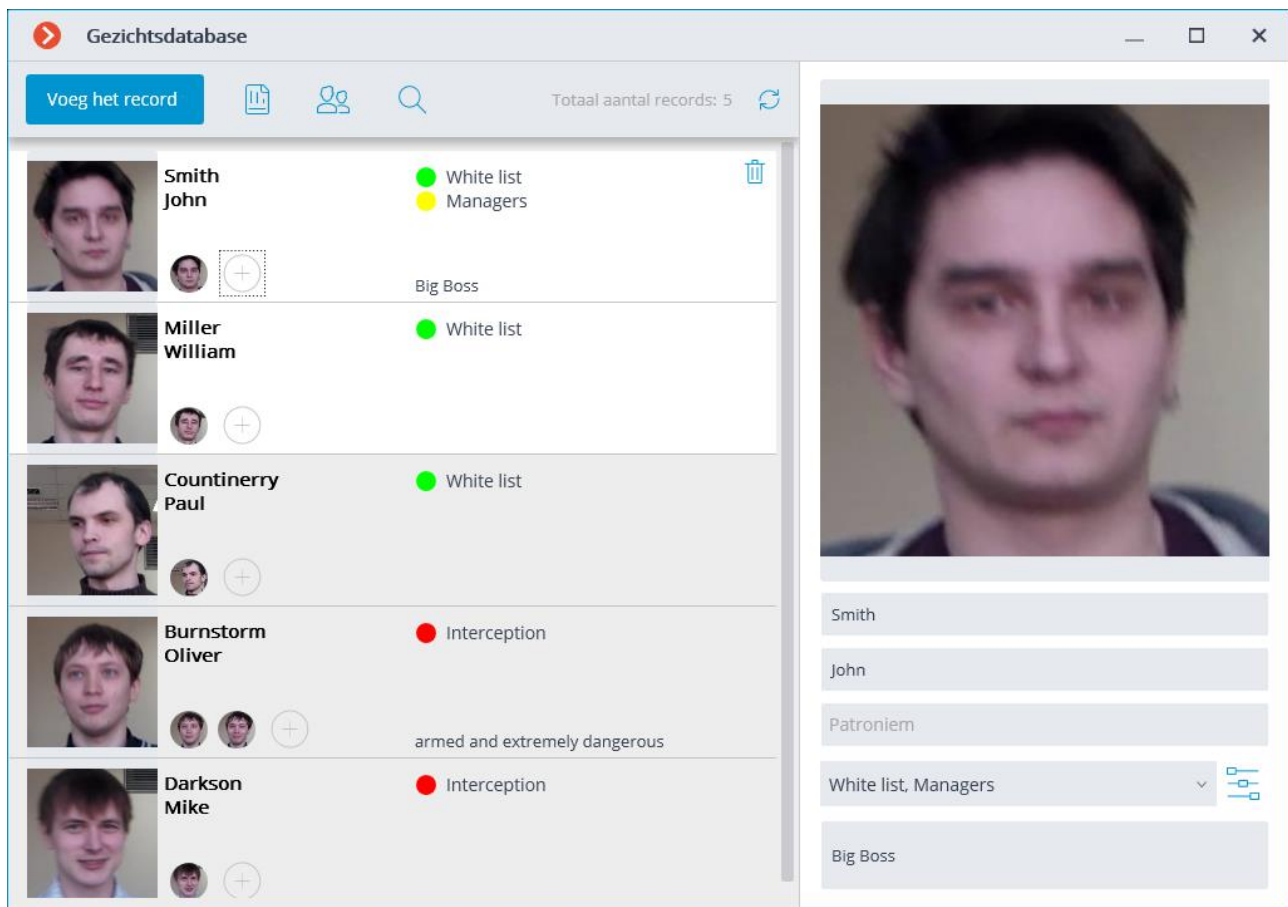 Gezichtsdatabase
Voeg het record
Totaal aantal records: 5
Smith
John
White list
Managers
Big Boss
Miller
William
White list
Countinerry
Paul
White list
Burnstorm
Oliver
Interception
armed and extremely dangerous
Darkson
Mike
Interception
Smith
John
Patroniem
White list, Managers
Big Boss